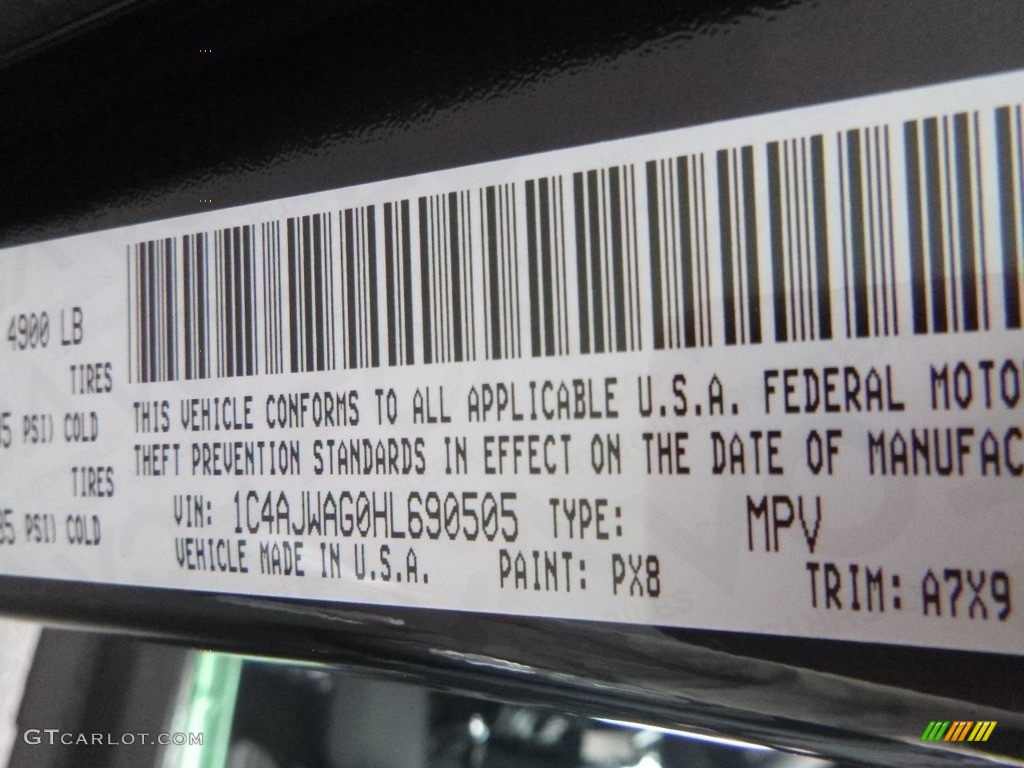 4900 LB
TIRES
PSI) COLD
TIRES
PSI) COLD
THIS VEHICLE CONFORMS TO ALL APPLICABLE U.S.A. FEDERAL MOTO
THEFT PREVENTION STANDARDS IN EFFECT ON THE DATE OF MANUFAC
VIN: 1C4AJWAG0HL690505 TYPE: MPV
VEHICLE MADE IN U.S.A. PAINT: PX8 TRIM: A7X9
GTCARLOT.COM